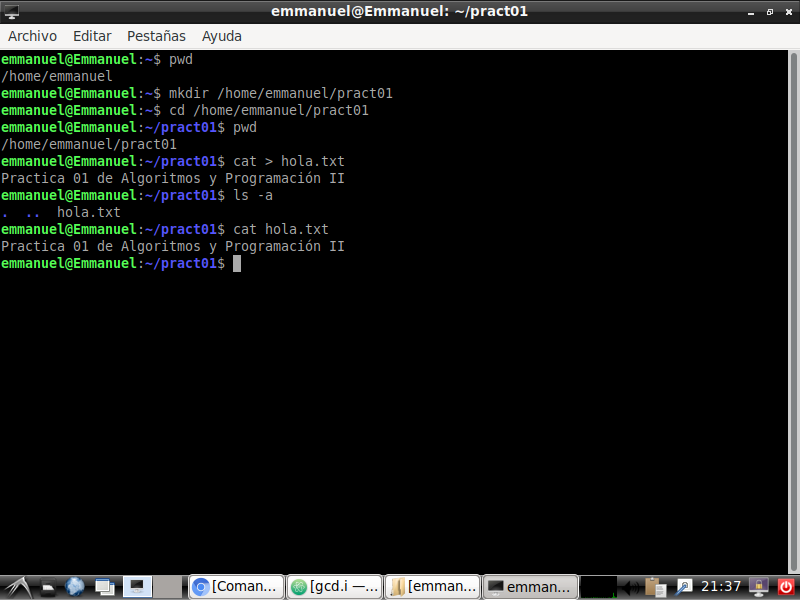 emmanuel@Emmanuel: ~/pract01
Archivo Editar Pestañas Ayuda
emmanuel@Emmanuel:~$ pwd
/home/emmanuel
emmanuel@Emmanuel:~$ mkdir /home/emmanuel/pract01
emmanuel@Emmanuel:~$ cd /home/emmanuel/pract01
emmanuel@Emmanuel:~/pract01$ pwd
/home/emmanuel/pract01
emmanuel@Emmanuel:~/pract01$ cat > hola.txt
Practica 01 de Algoritmos y Programación II
emmanuel@Emmanuel:~/pract01$ ls -a
.  ..  hola.txt
emmanuel@Emmanuel:~/pract01$ cat hola.txt
Practica 01 de Algoritmos y Programación II
emmanuel@Emmanuel:~/pract01$
[Coman... [gcd.i —... [emman... emman... 21:37